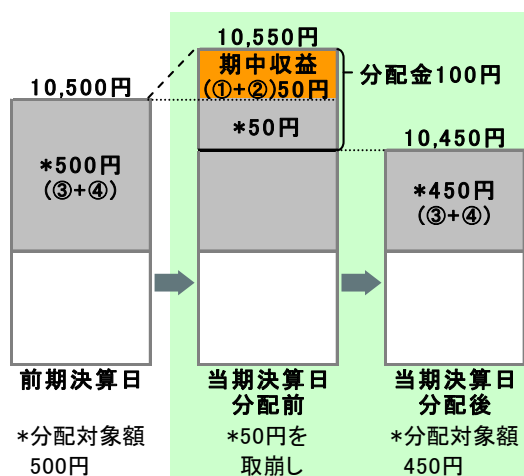 10,550円
期中収益
(①+②)50円
分配金100円
10,500円
*50円
10,450円
*500円
(③+④)
*450円
(③+④)
前期決算日
当期決算日
分配前
当期決算日
分配後
*分配対象額
500円
*50円を
取崩し
*分配対象額
450円